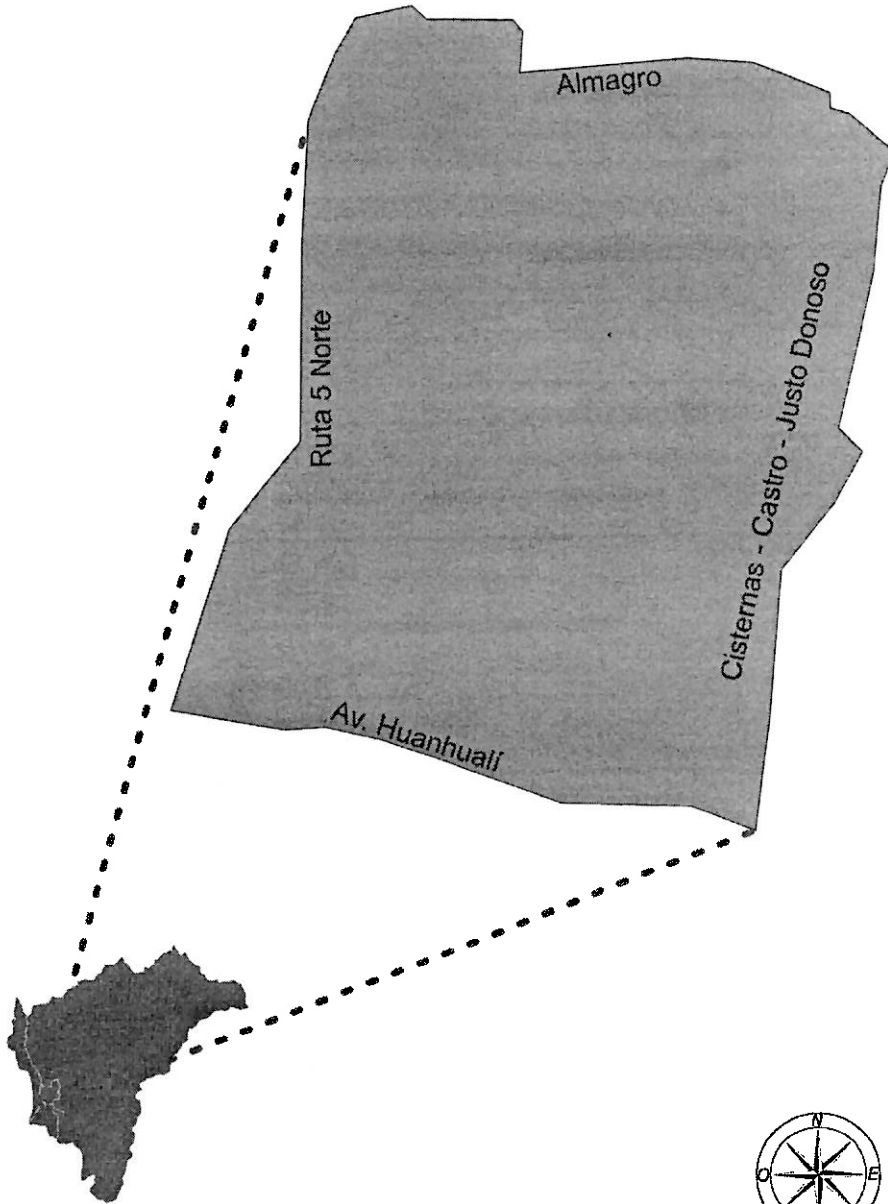 Almagro
Ruta 5 Norte
Cisternas - Castro - Justo Donoso
Av. Huanhualí
N
O
E